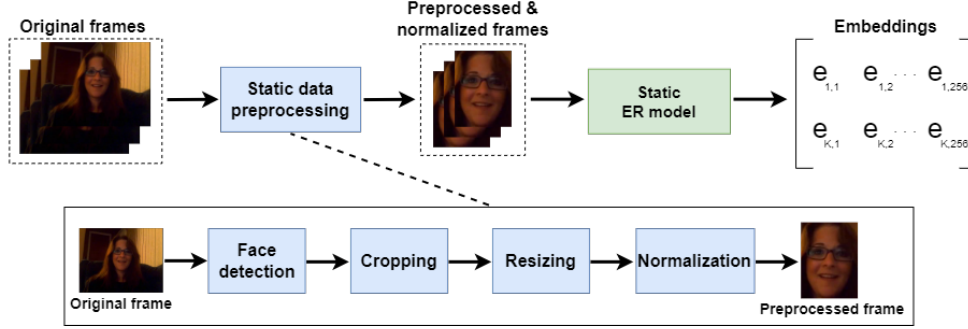 Original frames
Preprocessed &
normalized frames
Embeddings
Static data
preprocessing
Static
ER model
e1,1 e1,2 ... e1,256
eK,1 eK,2 ... eK,256
Face
detection
Cropping
Resizing
Normalization
Original frame
Preprocessed frame